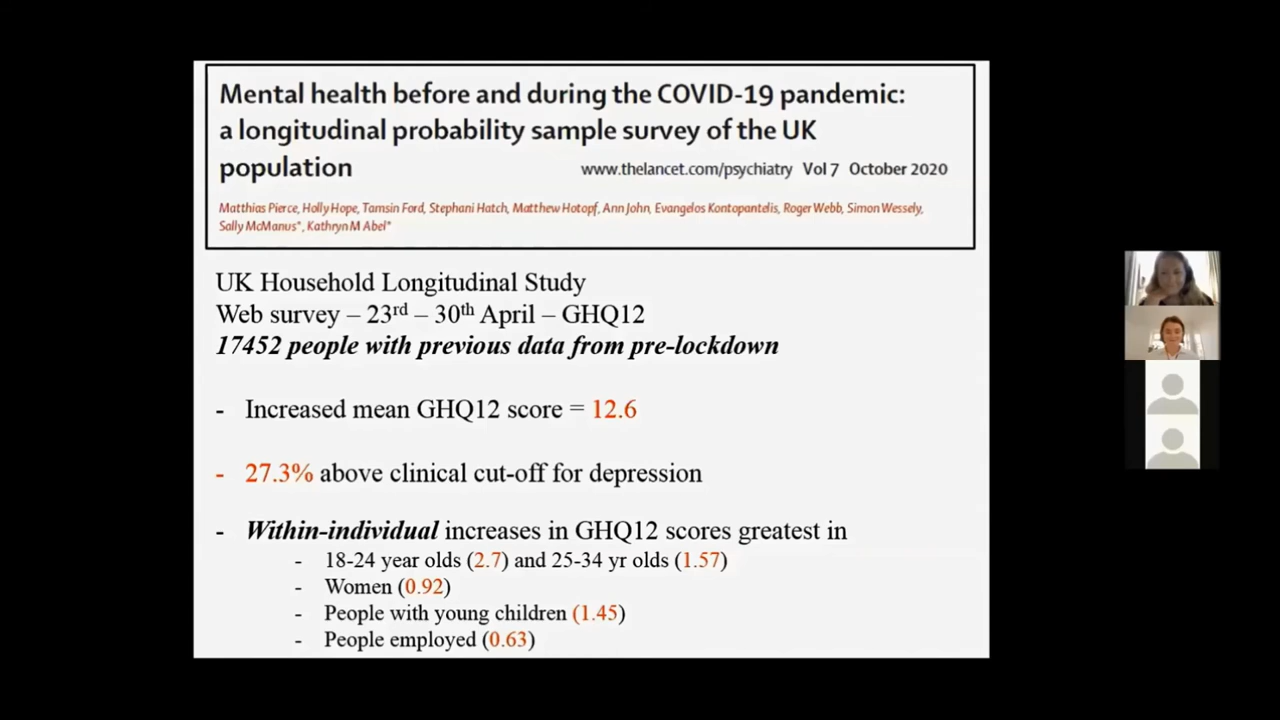 Mental health before and during the COVID-19 pandemic:
a longitudinal probability sample survey of the UK
population
www.thelancet.com/psychiatry Vol 7 October 2020
Matthias Pierce, Holly Hope, Tamsin Ford, Stephani Hatch, Matthew Hotopf, Ann John, Evangelos Kontopantelis, Roger Webb, Simon Wessely,
Sally McManus*, Kathryn M Abel*
UK Household Longitudinal Study
Web survey – 23rd – 30th April – GHQ12
17452 people with previous data from pre-lockdown
- Increased mean GHQ12 score = 12.6
- 27.3% above clinical cut-off for depression
- Within-individual increases in GHQ12 scores greatest in
- 18-24 year olds (2.7) and 25-34 yr olds (1.57)
- Women (0.92)
- People with young children (1.45)
- People employed (0.63)